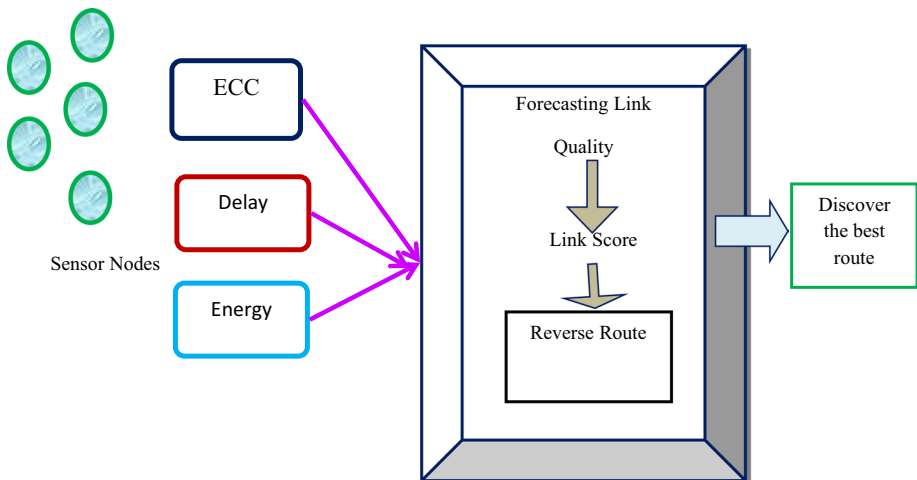 Sensor Nodes
ECC
Delay
Energy
Forecasting Link
Quality
Link Score
Reverse Route
Discover
the best
route